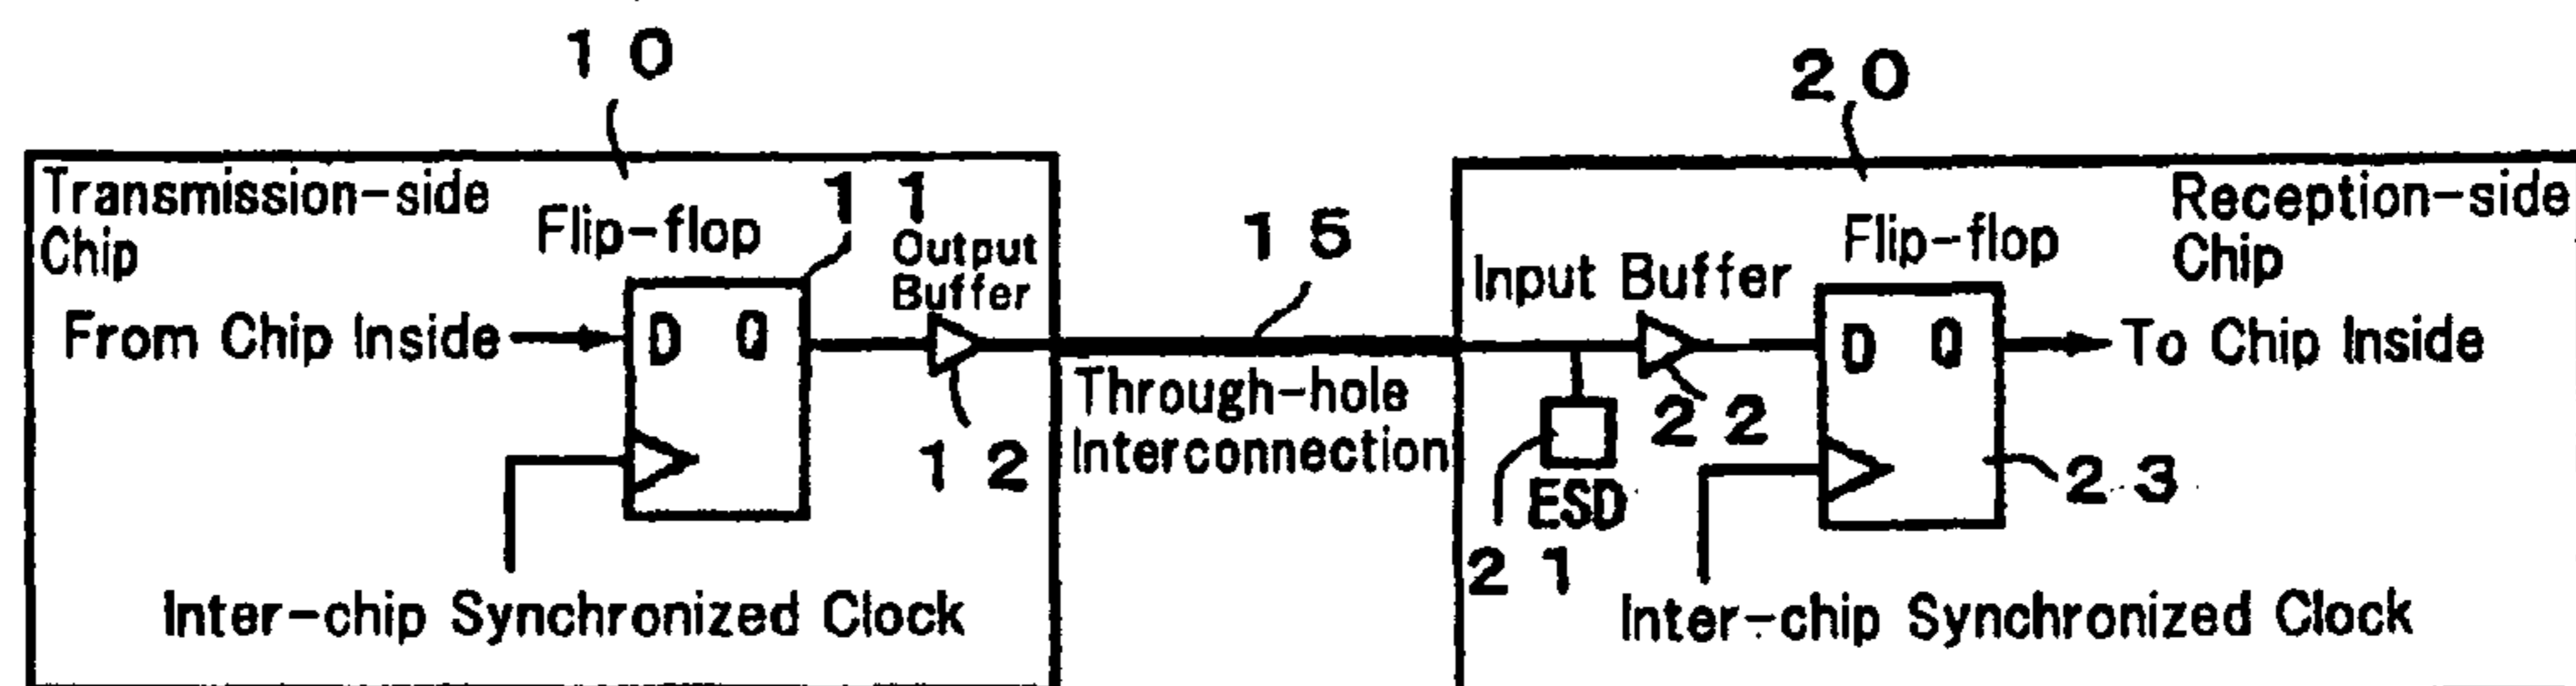 10
20
Transmission-side
Chip
Flip-flop
11
Output
Buffer
From Chip Inside
D Q
12
Inter-chip Synchronized Clock
15
Through-hole
Interconnection
Reception-side
Chip
Flip-flop
Input Buffer
22
D Q
To Chip Inside
ESD
21
23
Inter-chip Synchronized Clock